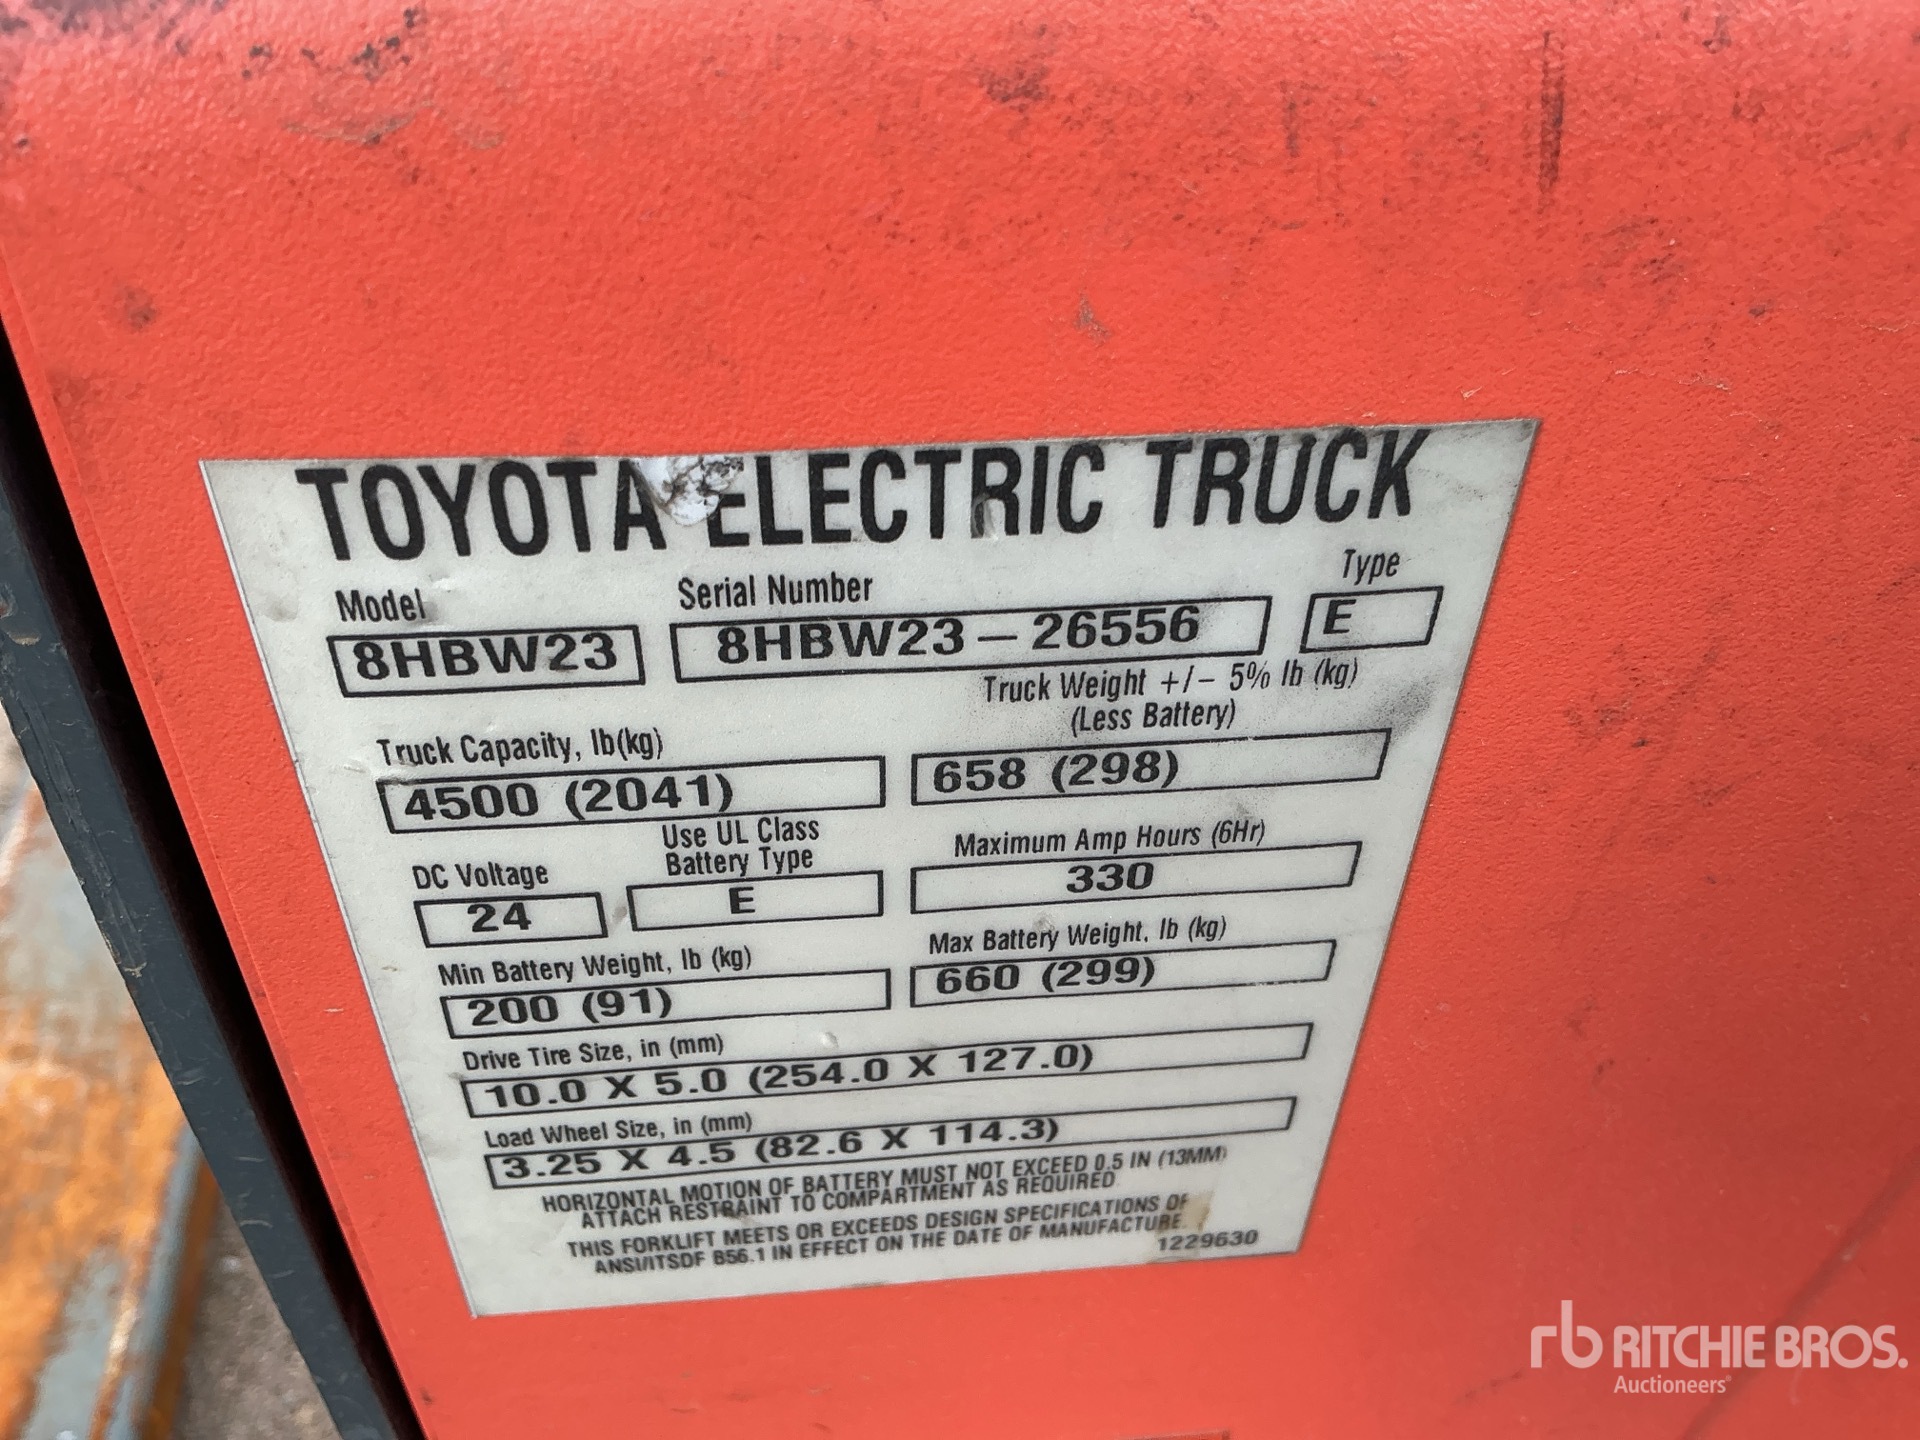 TOYOTA ELECTRIC TRUCK
Model Serial Number Type
8HBW23 8HBW23-26556 E
Truck Capacity, lb(kg) Truck Weight +/- 5% lb (kg)
(Less Battery)
4500 (2041) 658 (298)
DC Voltage Use UL Class Battery Type Maximum Amp Hours (6Hr)
24 E 330
Min Battery Weight, lb (kg) Max Battery Weight, lb (kg)
200 (91) 660 (299)
Drive Tire Size, in (mm)
10.0 X 5.0 (254.0 X 127.0)
Load Wheel Size, in (mm)
3.25 X 4.5 (82.6 X 114.3)
HORIZONTAL MOTION OF BATTERY MUST NOT EXCEED 0.5 IN (13MM)
ATTACH RESTRAINT TO COMPARTMENT AS REQUIRED
THIS FORKLIFT MEETS OR EXCEEDS DESIGN SPECIFICATIONS OF
ANSI/ITSDF B56.1 IN EFFECT ON THE DATE OF MANUFACTURE.
1229630
rb RITCHIE BROS.
Auctioneers